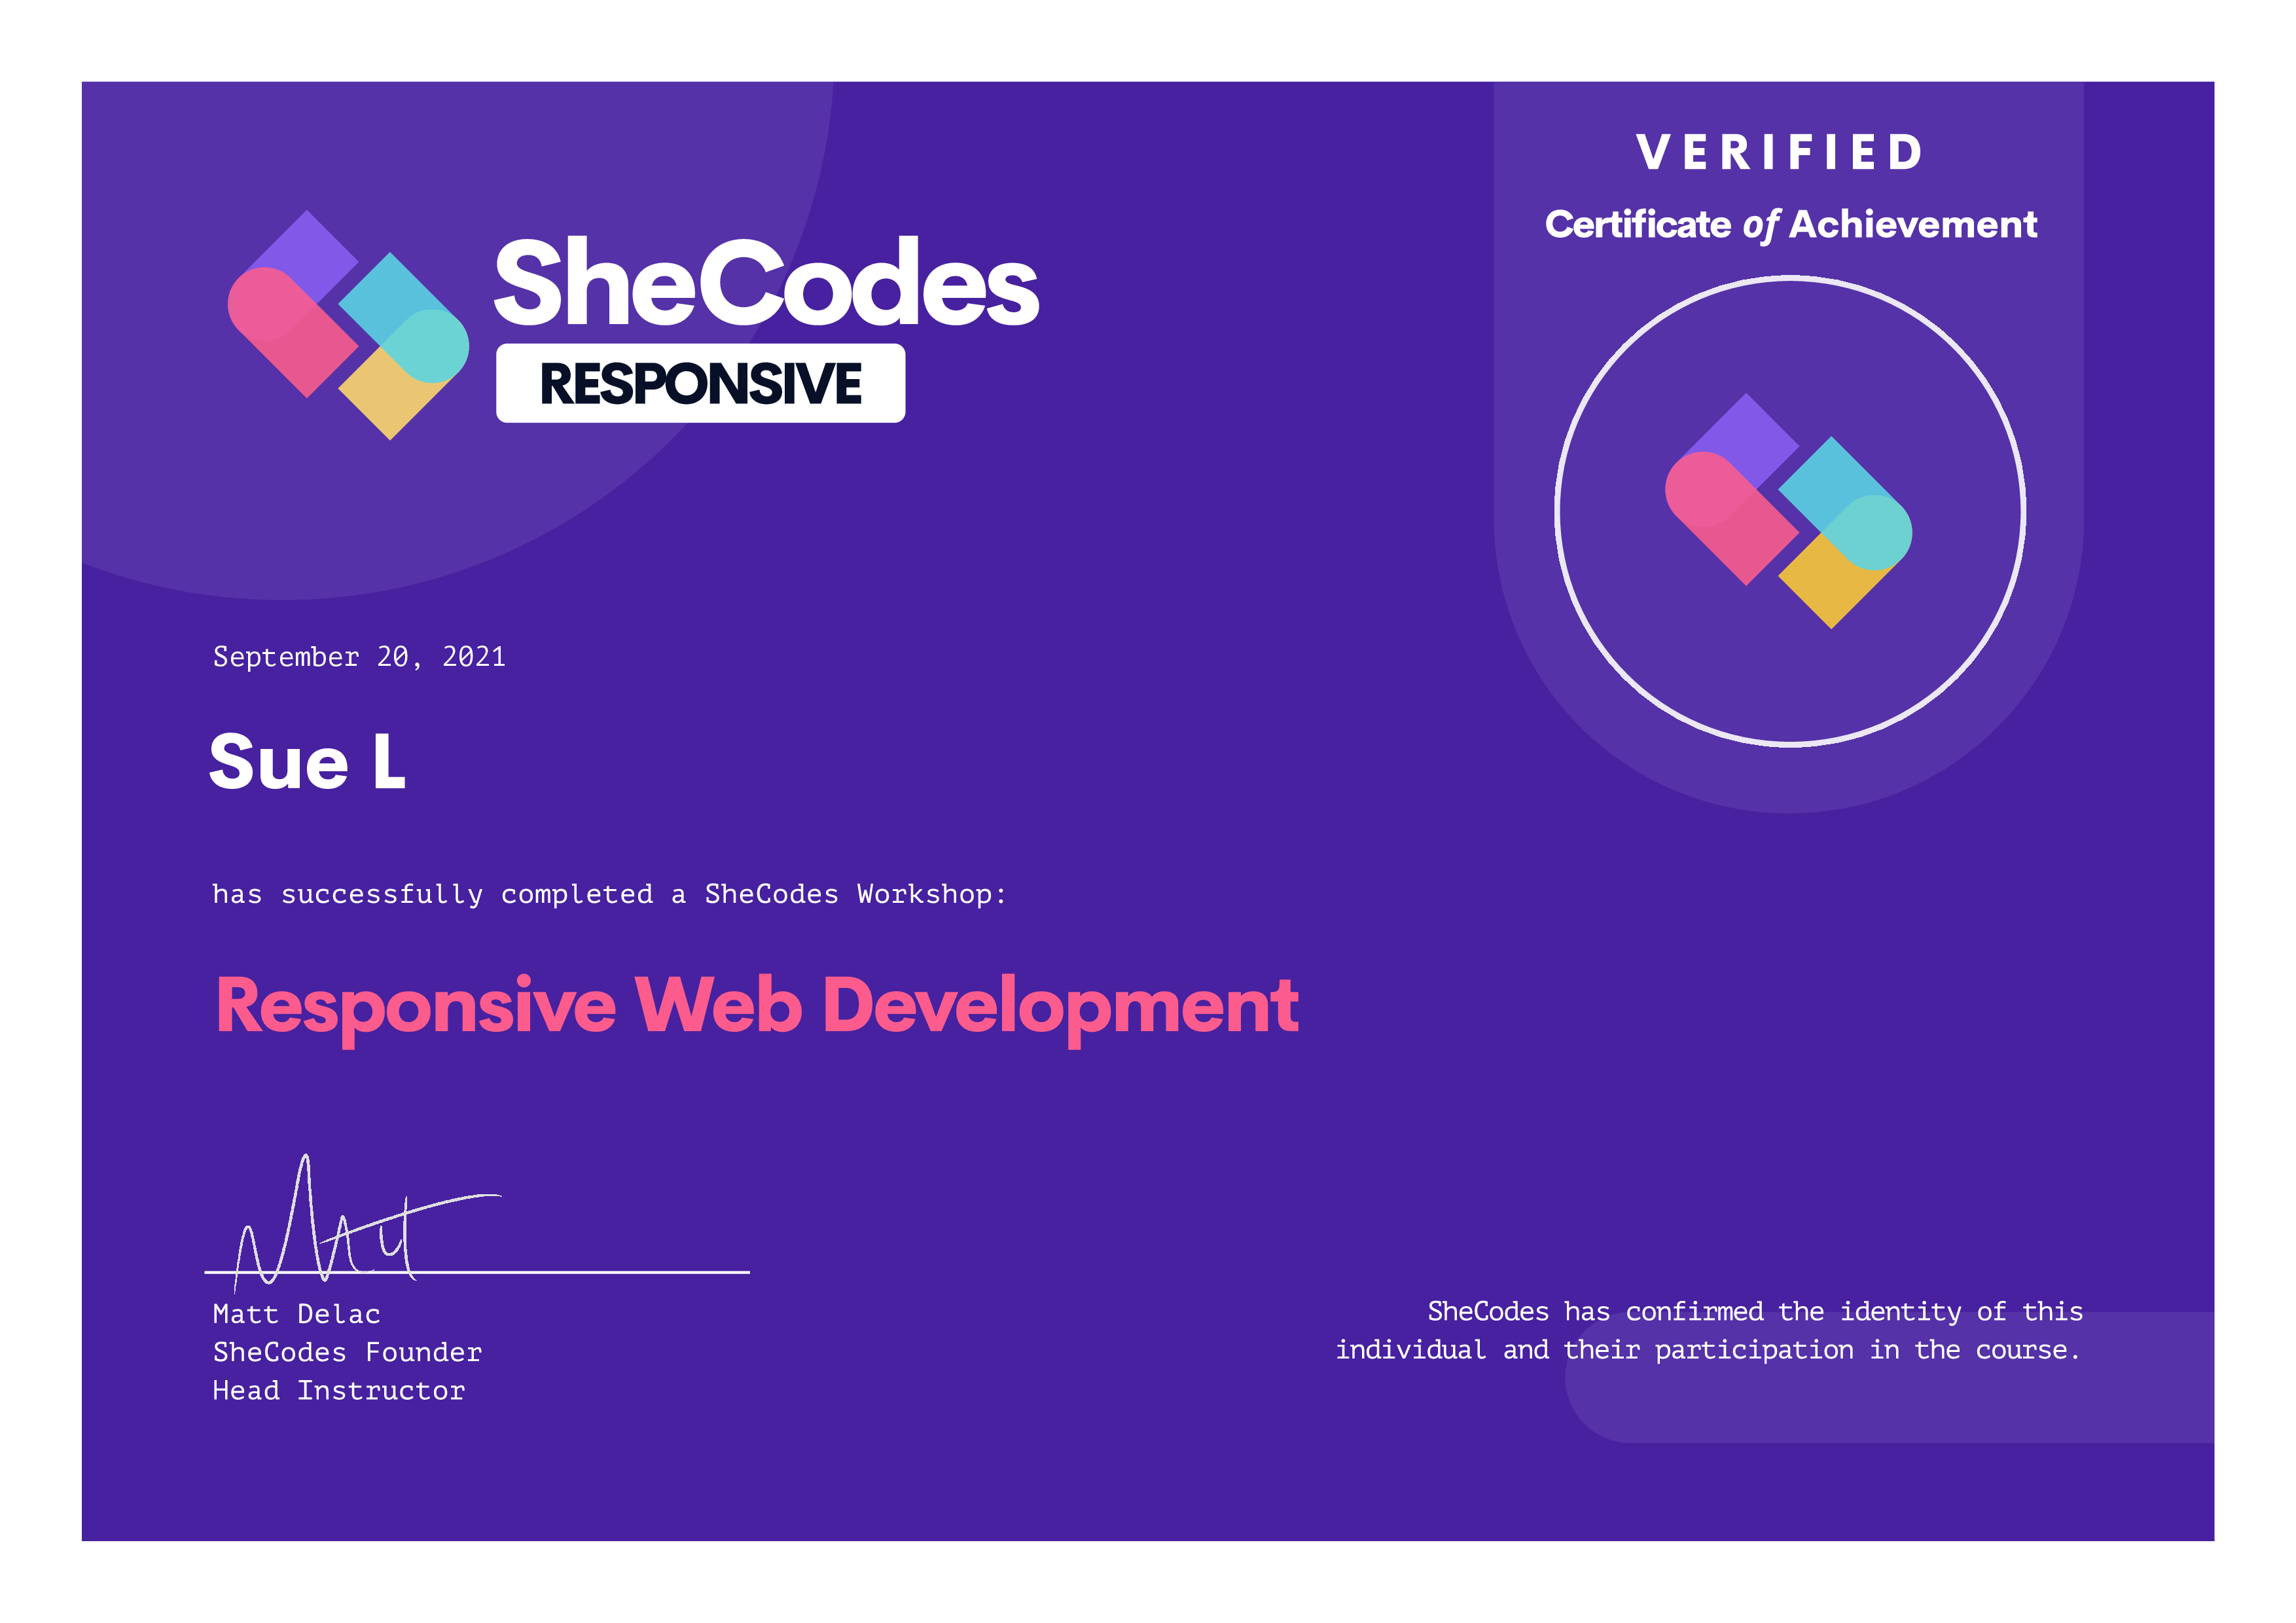 VERIFIED
Certificate of Achievement
SheCodes
RESPONSIVE
September 20, 2021
Sue L
has successfully completed a SheCodes Workshop:
Responsive Web Development
Matt
Matt Delac
SheCodes Founder
Head Instructor
SheCodes has confirmed the identity of this
individual and their participation in the course.